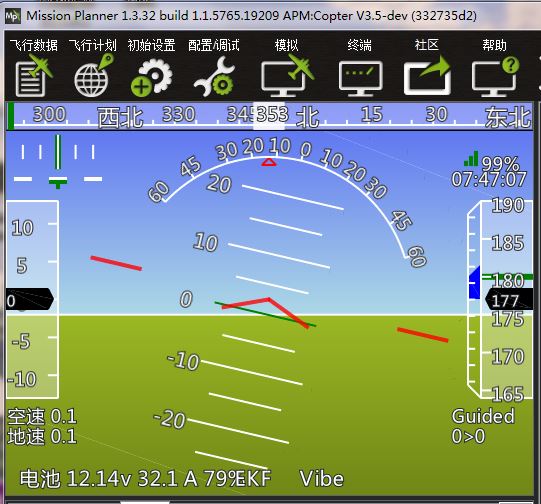 Mission Planner 1.3.32 build 1.1.5765.19209 APM:Copter V3.5-dev (332735d2)
飞行数据 飞行计划 初始设置 配置/调试 模拟 终端 社区 帮助
300 西北 330 345 353 北 15 30 东北
60 45 30 20 10 0 10 20 30 45 60
99%
07:47:07
20
10
0
-10
-20
10
5
0
-5
-10
190
185
180
177
175
170
165
空速 0.1
地速 0.1
Guided
0>0
电池 12.14v 32.1 A 79% EKF Vibe